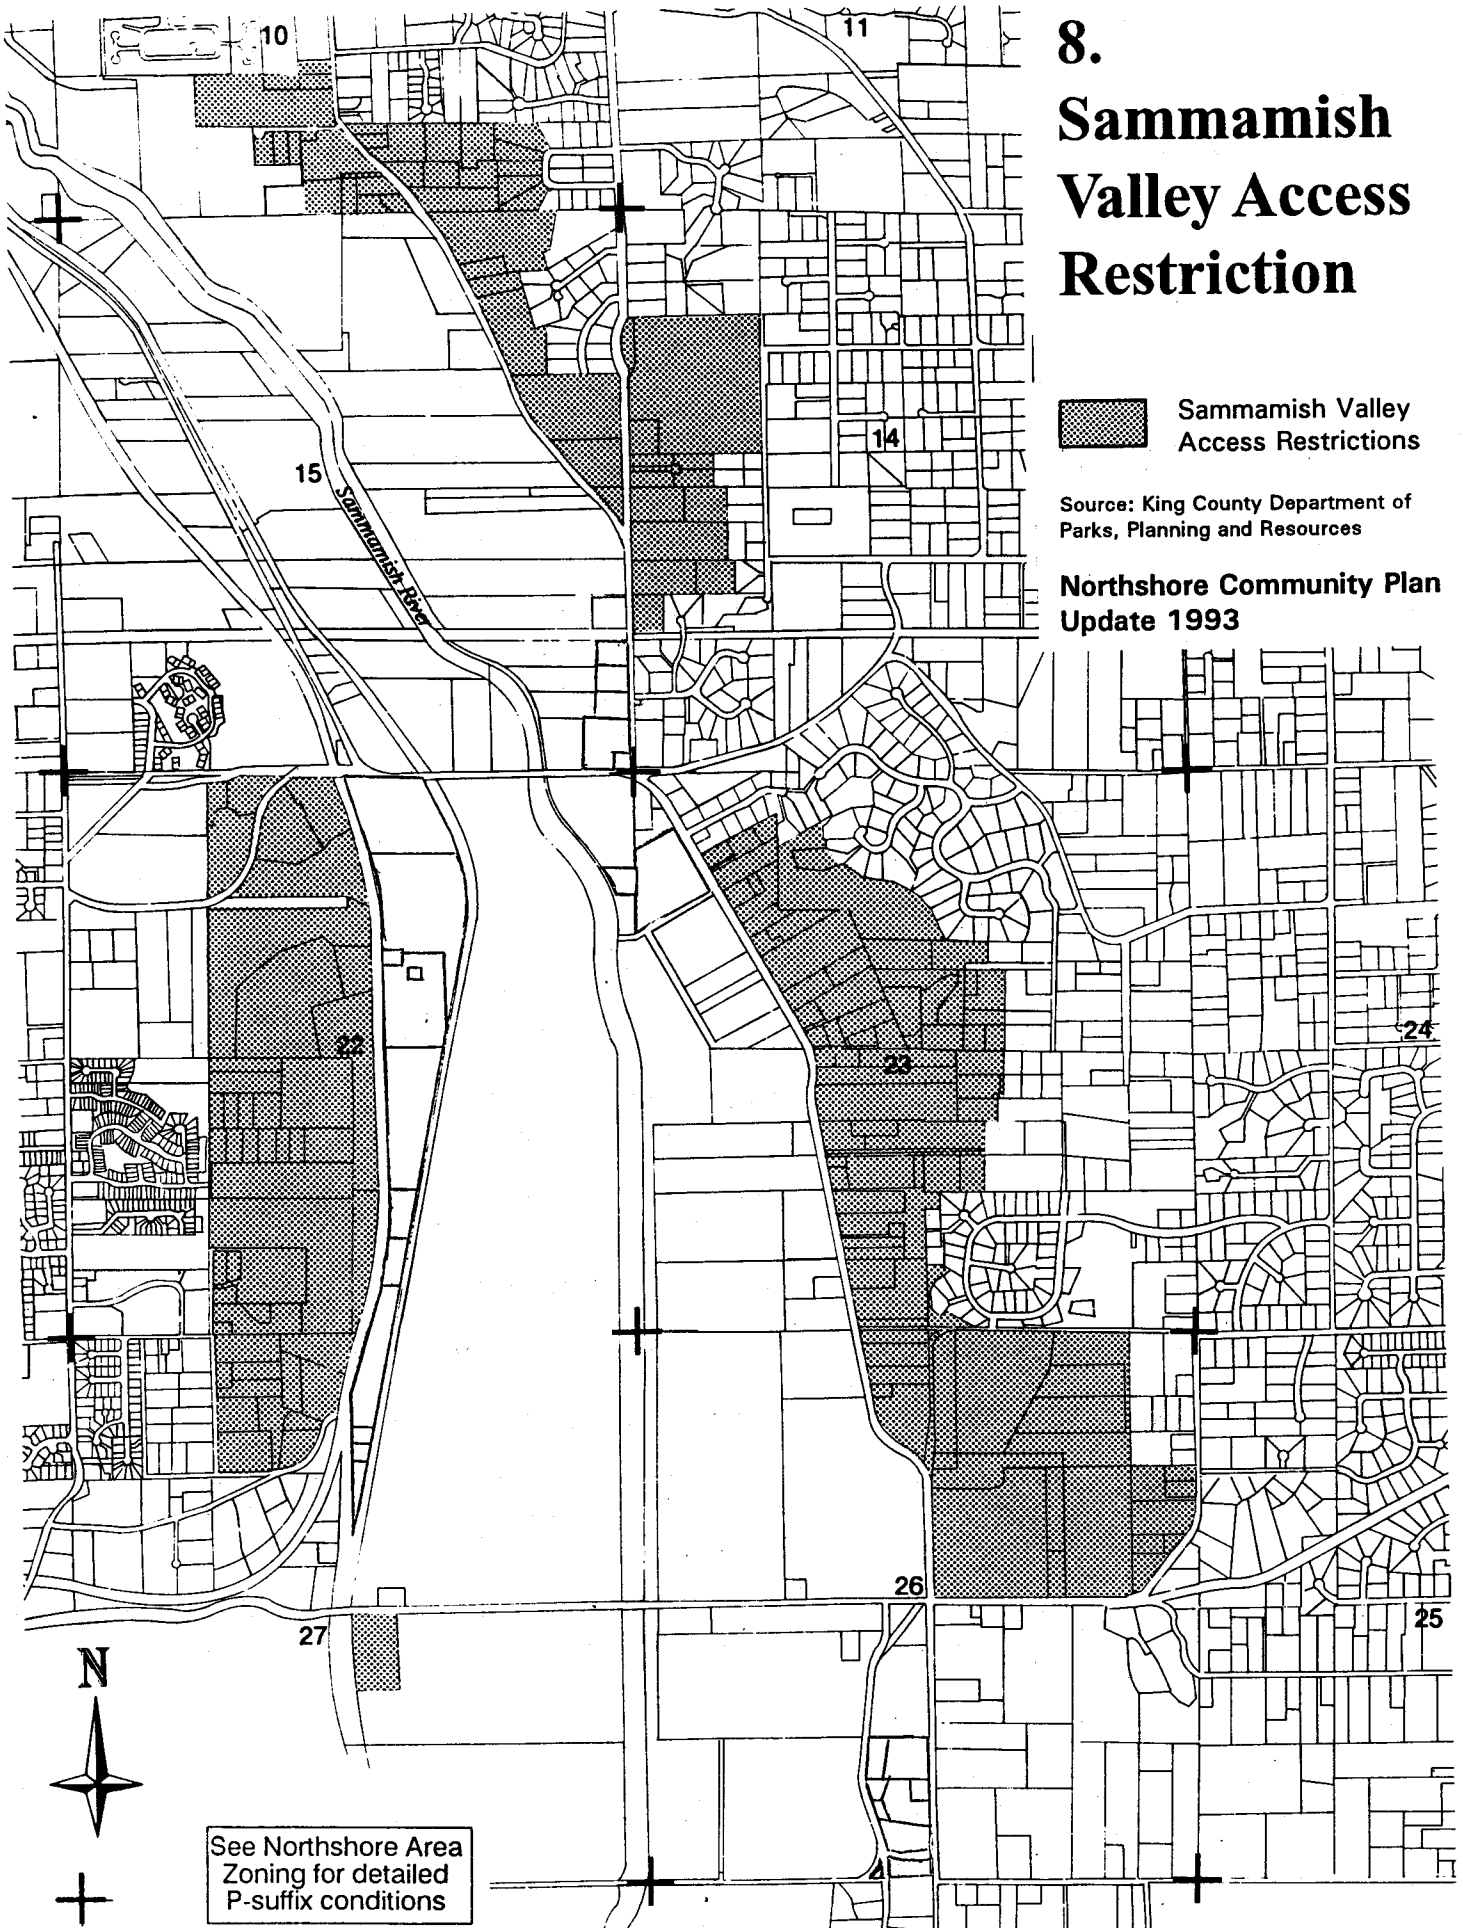 8.
Sammamish
Valley Access
Restriction
Sammamish Valley
Access Restrictions
Source: King County Department of
Parks, Planning and Resources
Northshore Community Plan
Update 1993
10
11
14
15
Sammamish River
22
23
24
26
25
27
N
See Northshore Area
Zoning for detailed
P-suffix conditions